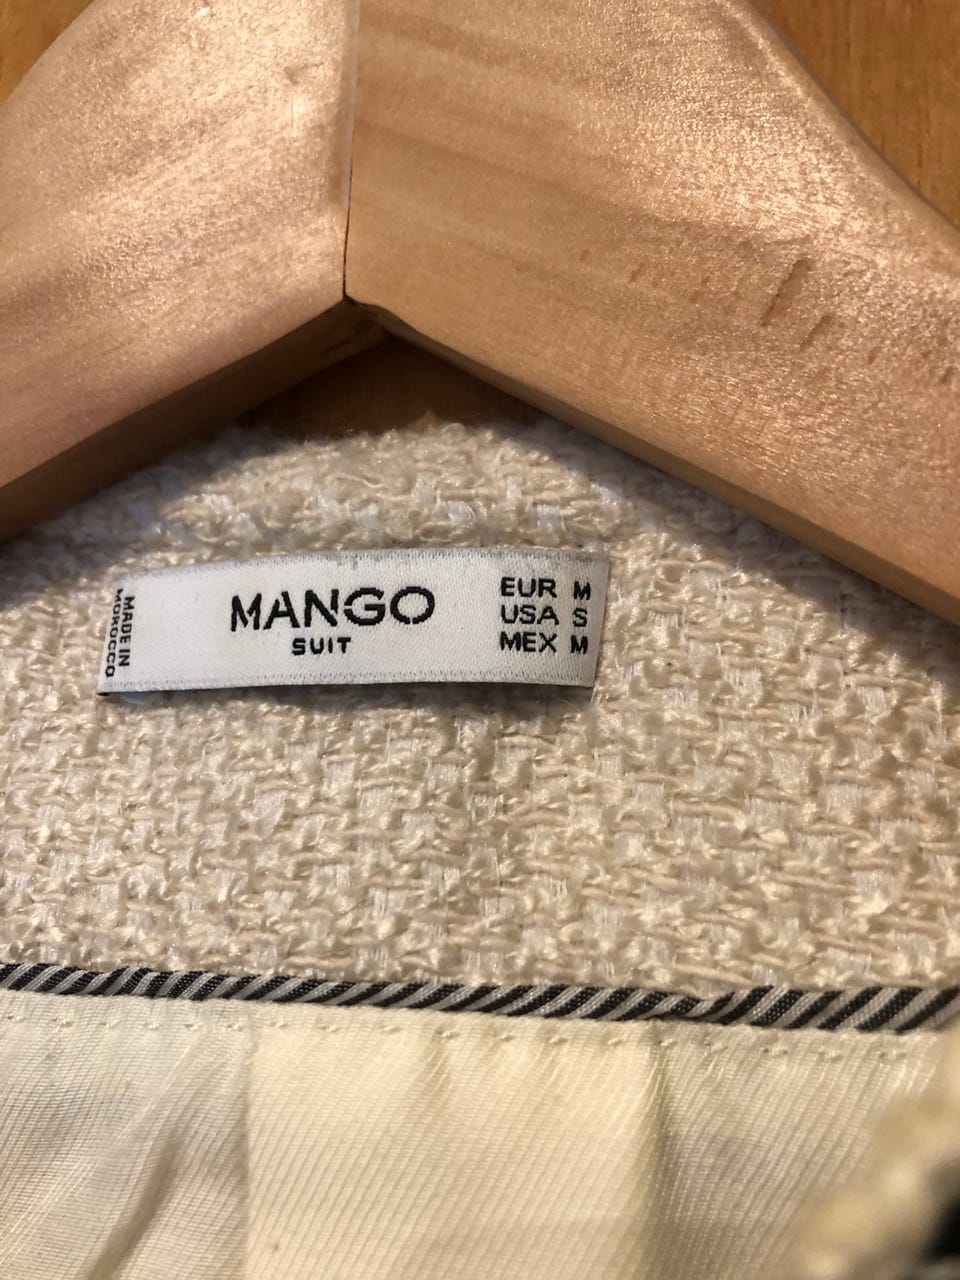 MADE IN
MOROCCO
MANGO
SUIT
EUR M
USA S
MEX M